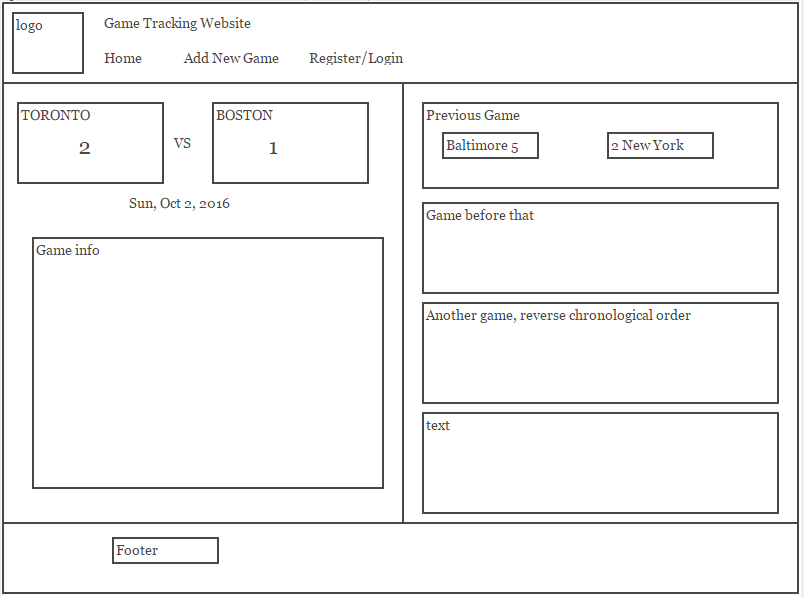 logo
Game Tracking Website
Home Add New Game Register/Login
TORONTO
2
VS
BOSTON
1
Sun, Oct 2, 2016
Game info
Previous Game
Baltimore 5
2 New York
Game before that
Another game, reverse chronological order
text
Footer